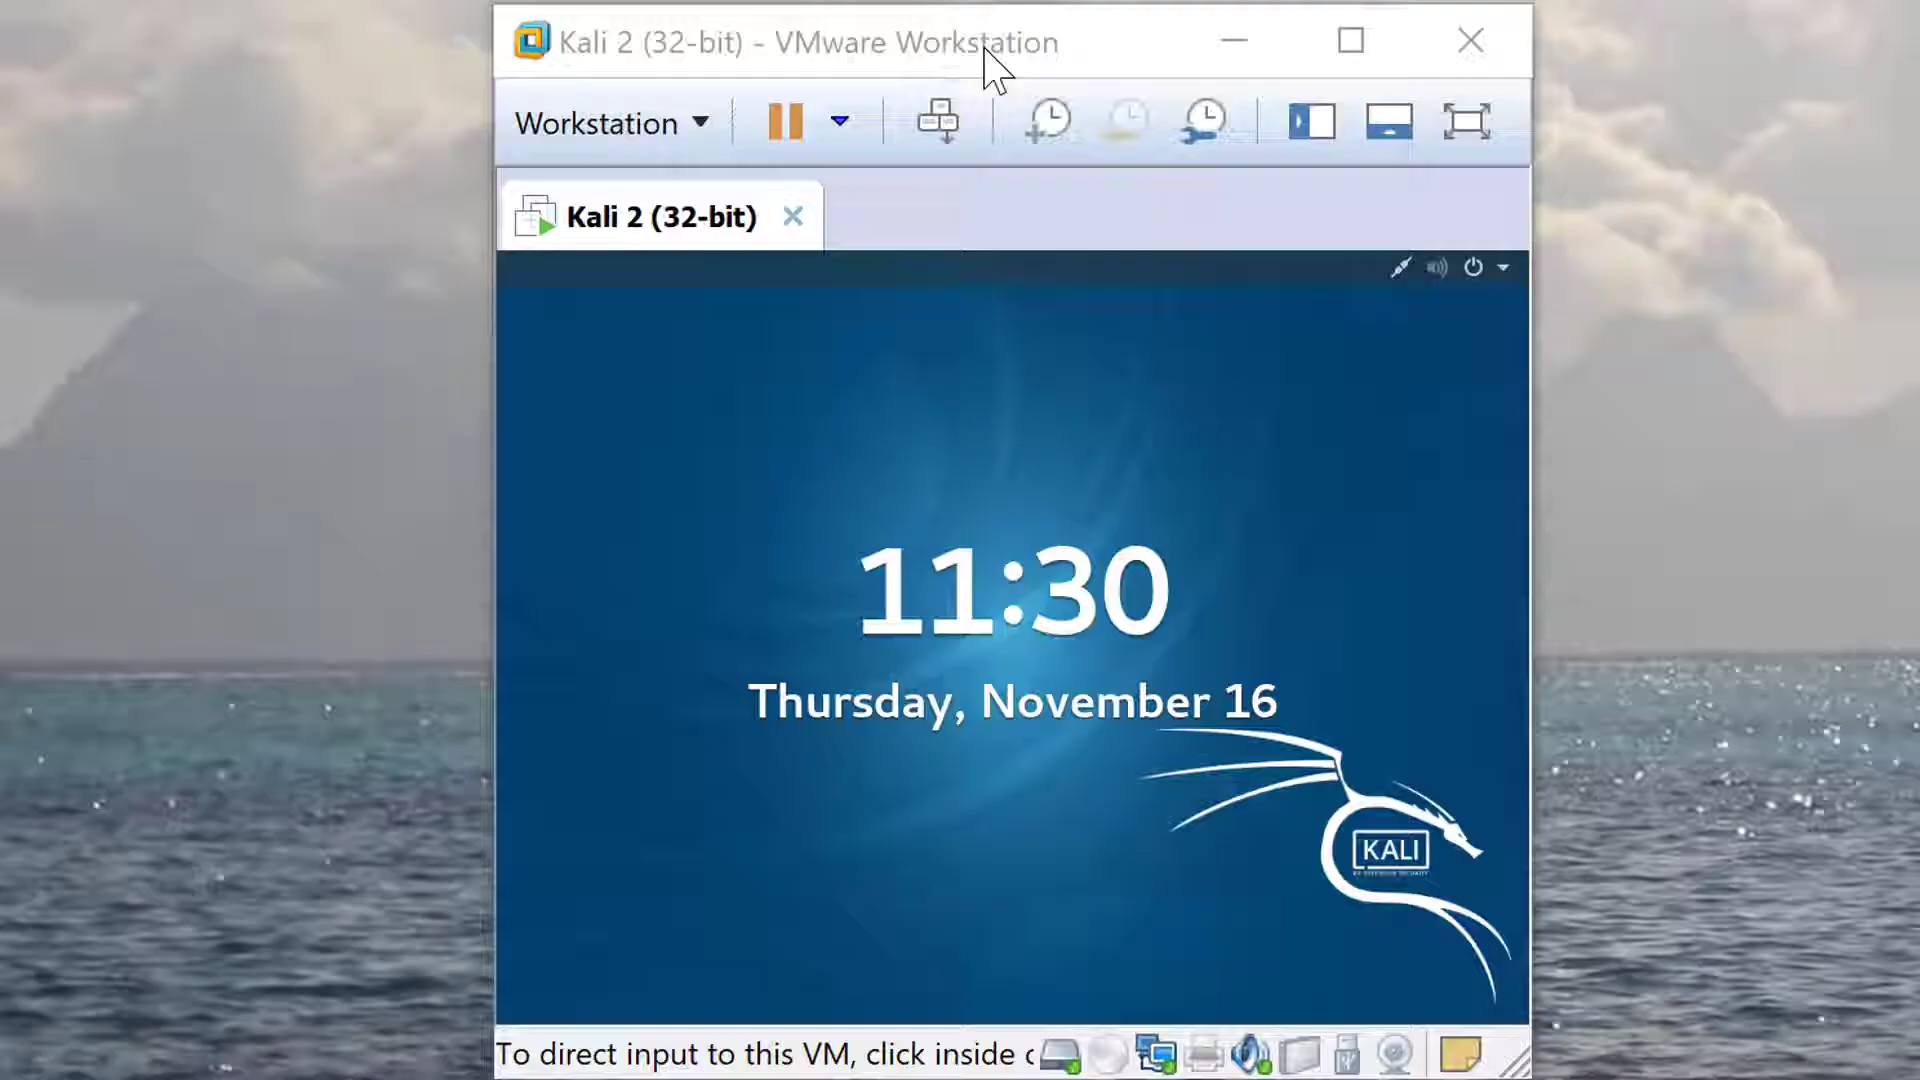 Kali 2 (32-bit) - VMware Workstation
Workstation
Kali 2 (32-bit)
11:30
Thursday, November 16
KALI
To direct input to this VM, click inside